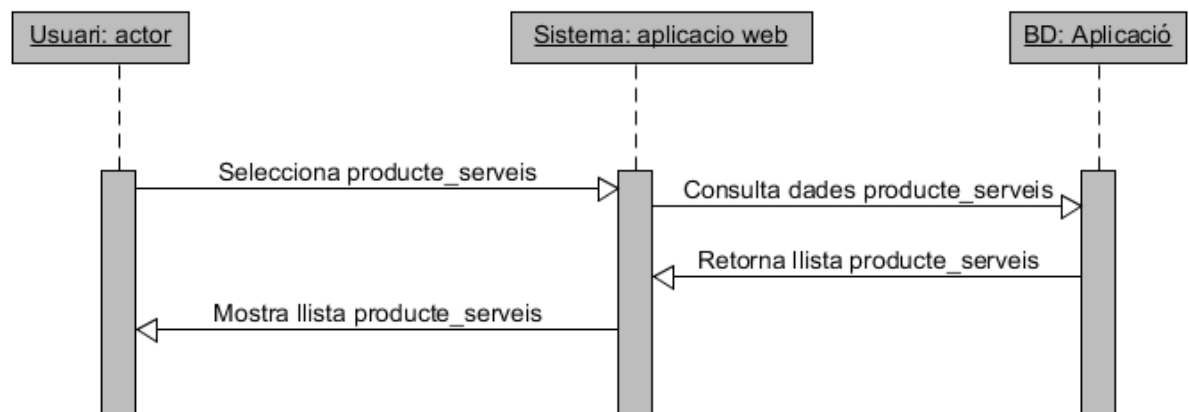 Usuari: actor
Sistema: aplicacio web
BD: Aplicació
Selecciona producte_serveis
Consulta dades producte_serveis
Retorna llista producte_serveis
Mostra llista producte_serveis